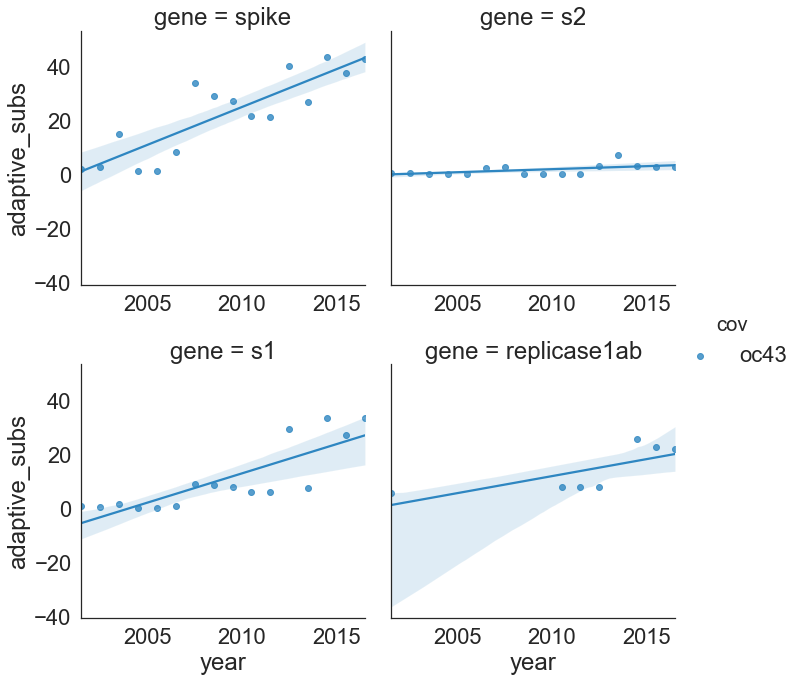 gene = spike
gene = s2
adaptive_subs
40
20
0
−20
−40
2005 2010 2015
2005 2010 2015
cov
oc43
gene = s1
gene = replicase1ab
adaptive_subs
40
20
0
−20
−40
2005 2010 2015
2005 2010 2015
year
year